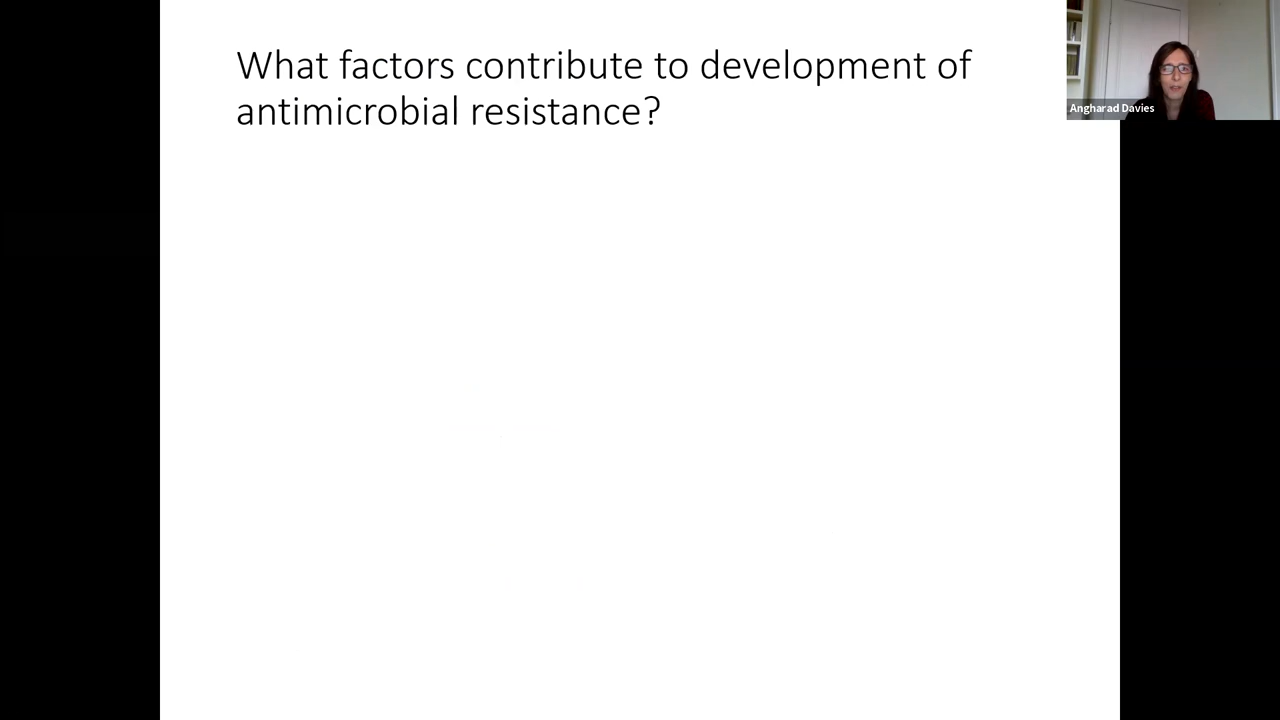 What factors contribute to development of
antimicrobial resistance?
Angharad Davies